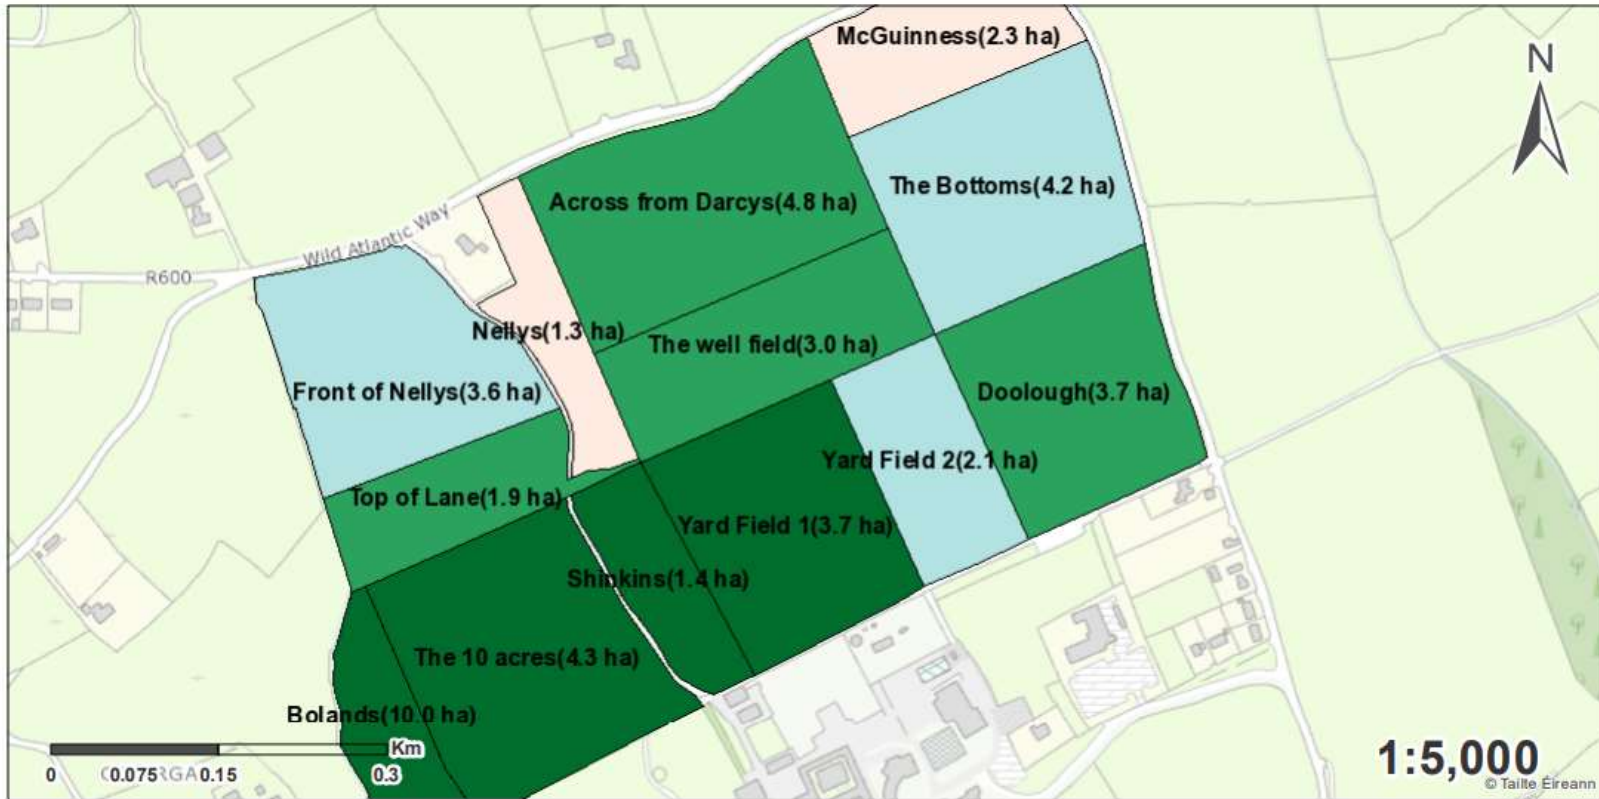 McGuinness(2.3 ha)
N
The Bottoms(4.2 ha)
Across from Darcys(4.8 ha)
Wild Atlantic Way
R600
Nellys(1.3 ha)
The well field(3.0 ha)
Front of Nellys(3.6 ha)
Doolough(3.7 ha)
Yard Field 2(2.1 ha)
Top of Lane(1.9 ha)
Yard Field 1(3.7 ha)
Shinkins(1.4 ha)
The 10 acres(4.3 ha)
Bolands(10.0 ha)
Km
0 0.075 0.15 0.3
1:5,000
© Tailte Éireann